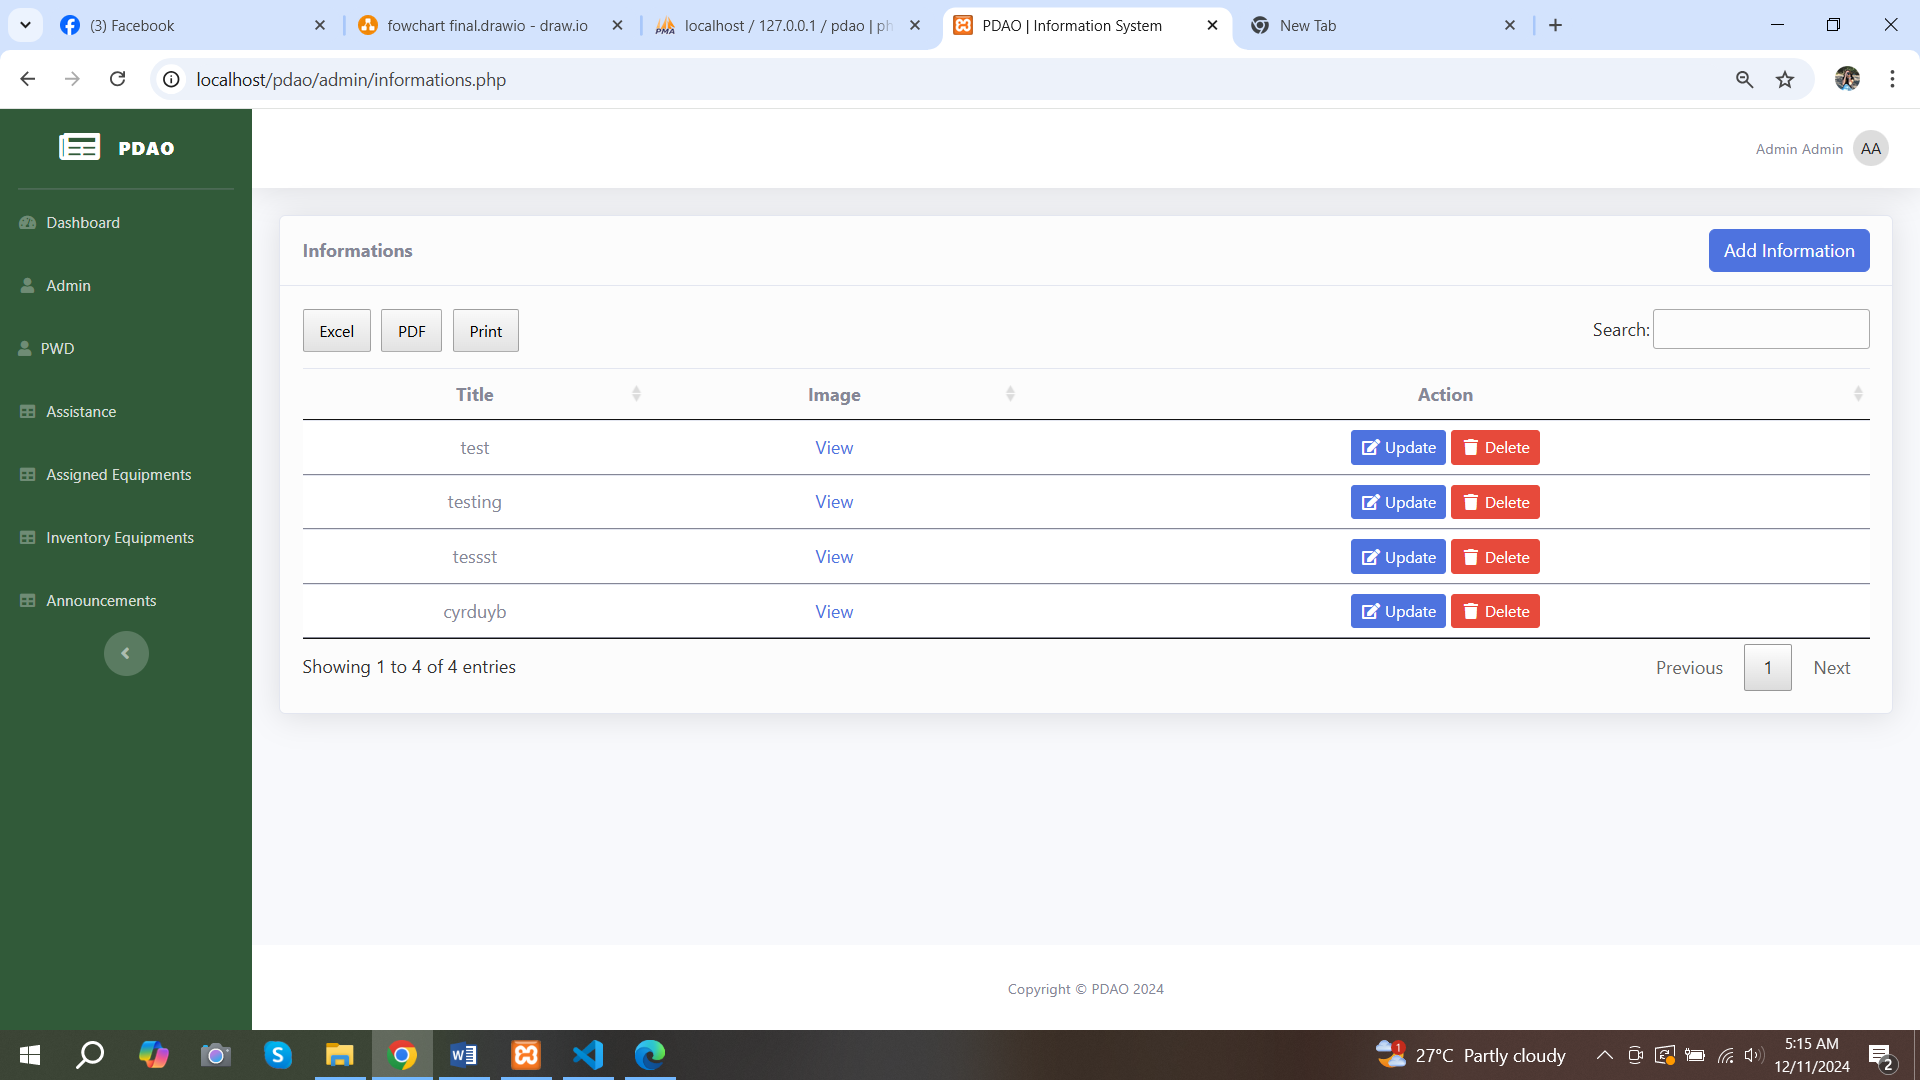 (3) Facebook
fowchart final.drawio - draw.io
localhost / 127.0.0.1 / pdao | ph
PDAO | Information System
New Tab
localhost/pdao/admin/informations.php
PDAO
Admin Admin AA
Dashboard
Admin
PWD
Assistance
Assigned Equipments
Inventory Equipments
Announcements
Informations
Add Information
Excel PDF Print
Search:
Title Image Action
test View Update Delete
testing View Update Delete
tessst View Update Delete
cyrduyb View Update Delete
Showing 1 to 4 of 4 entries
Previous 1 Next
Copyright © PDAO 2024
1 27°C Partly cloudy
5:15 AM
12/11/2024
2